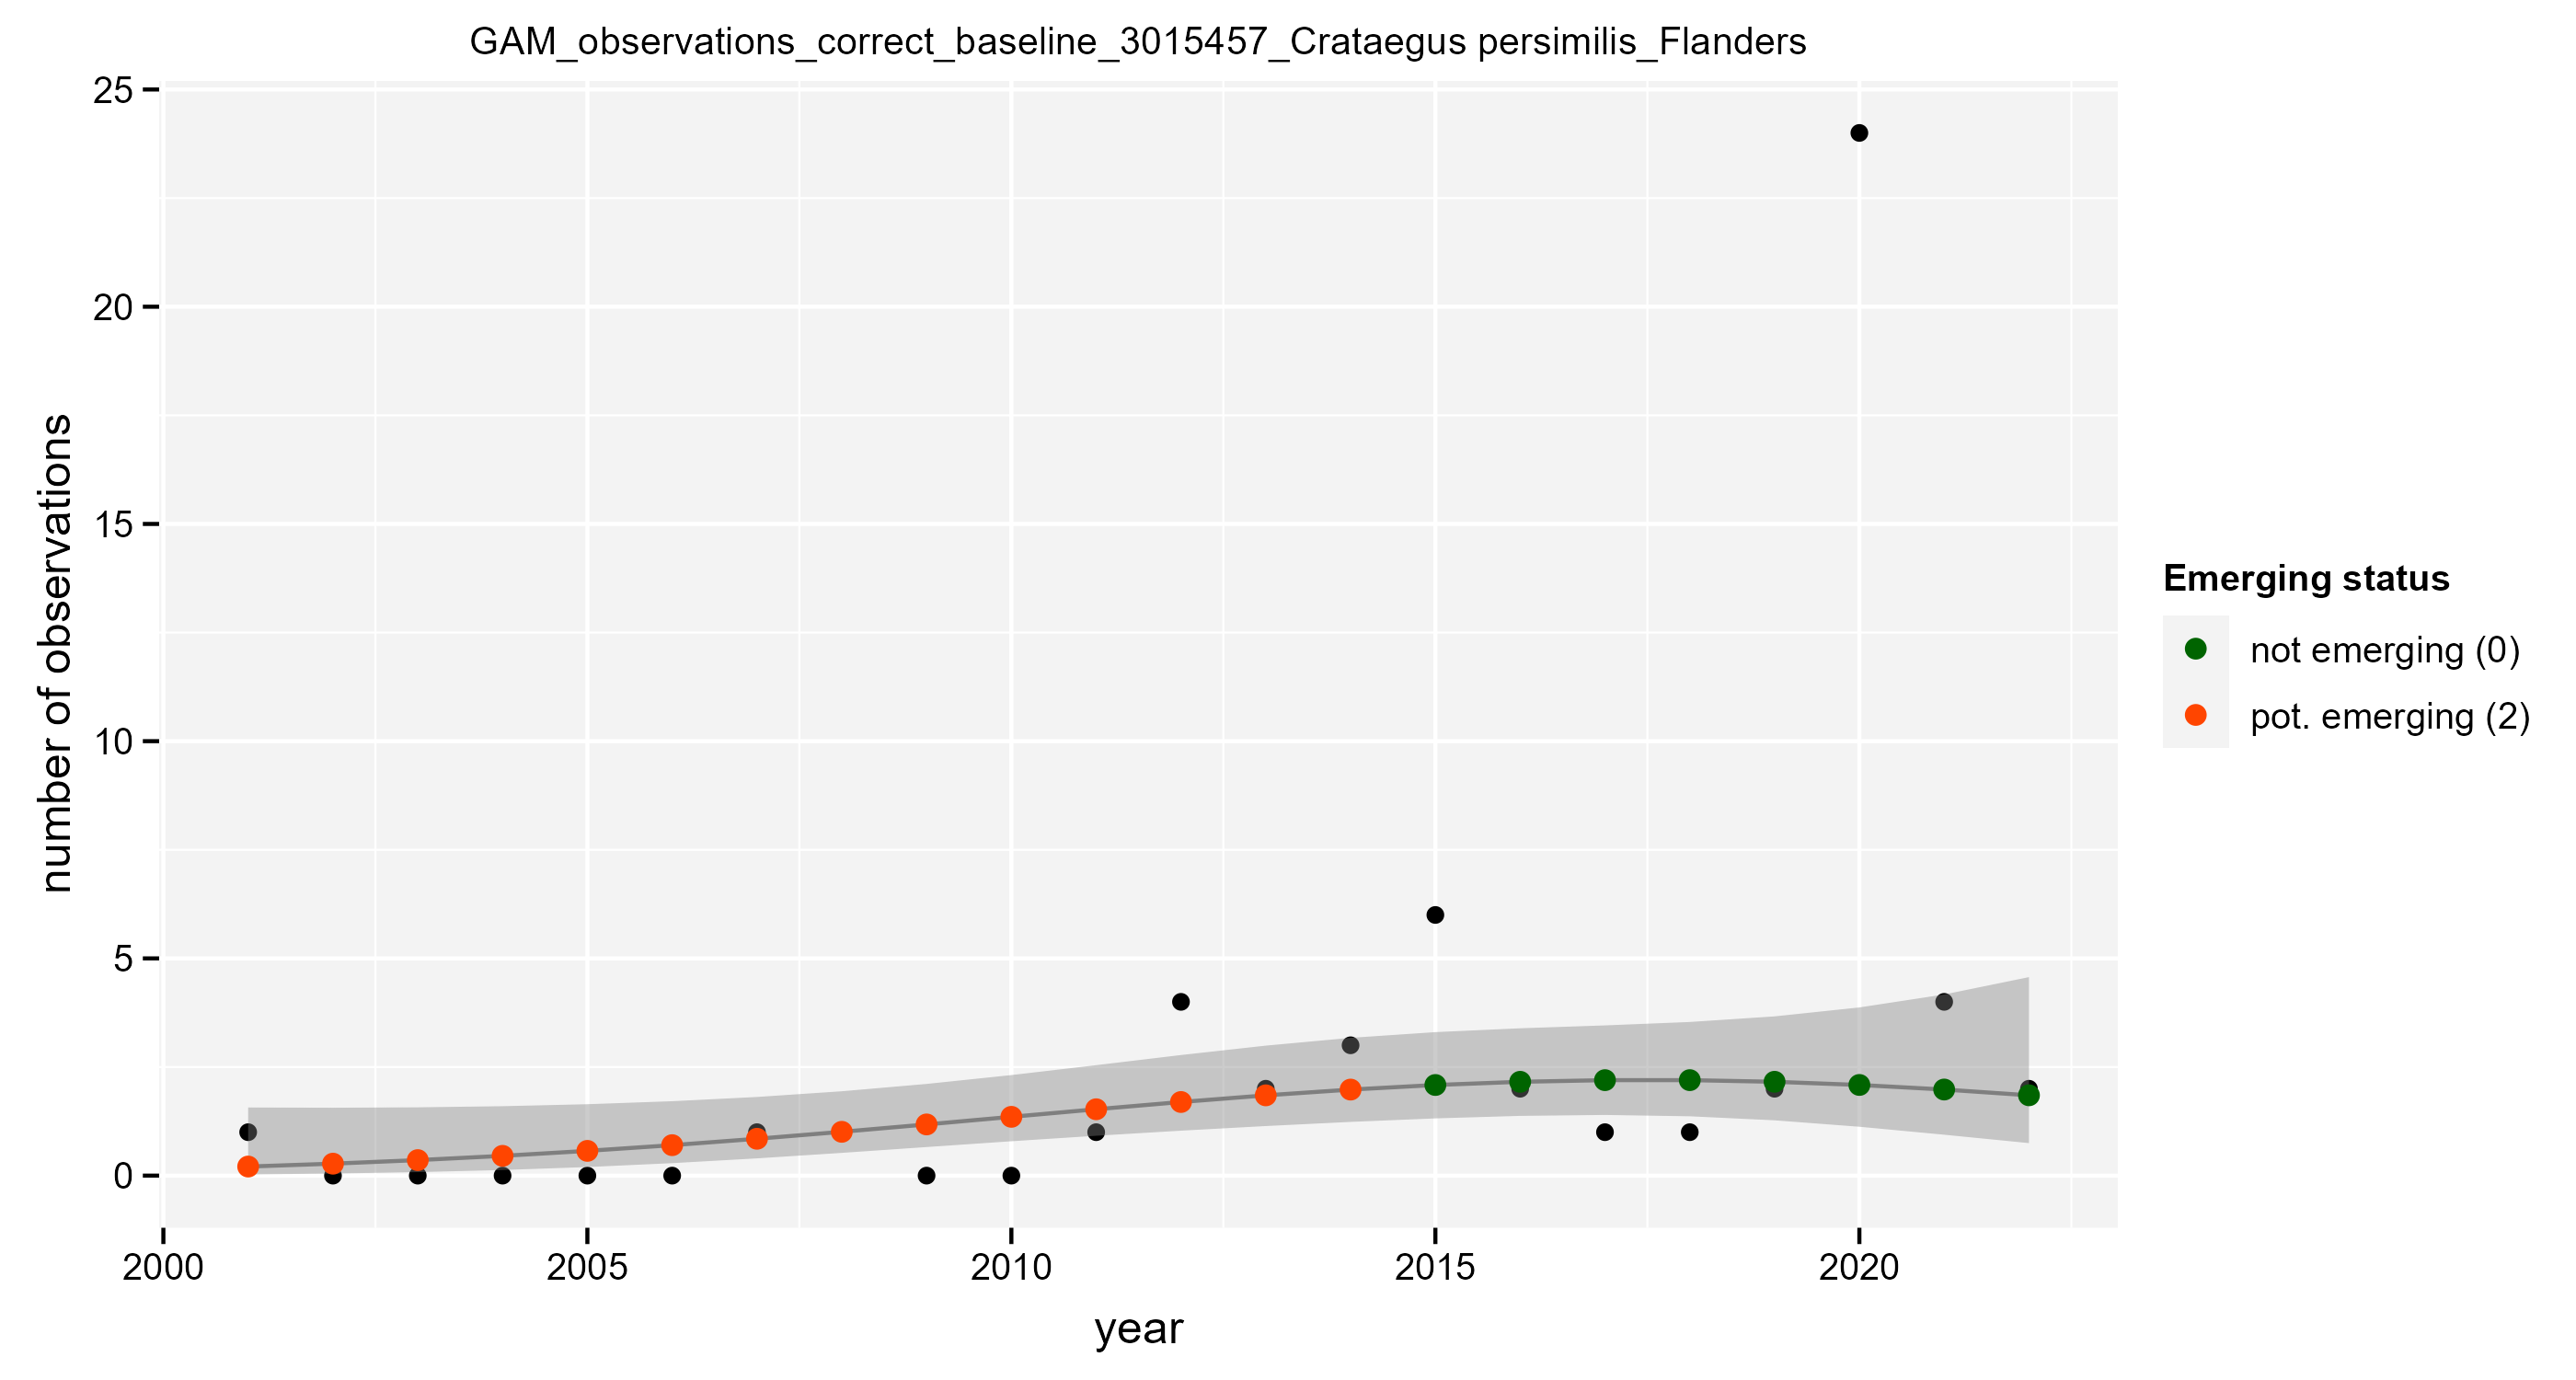 GAM_observations_correct_baseline_3015457_Crataegus persimilis_Flanders
25
20
15
10
5
0
number of observations
2000 2005 2010 2015 2020
year
Emerging status
not emerging (0)
pot. emerging (2)